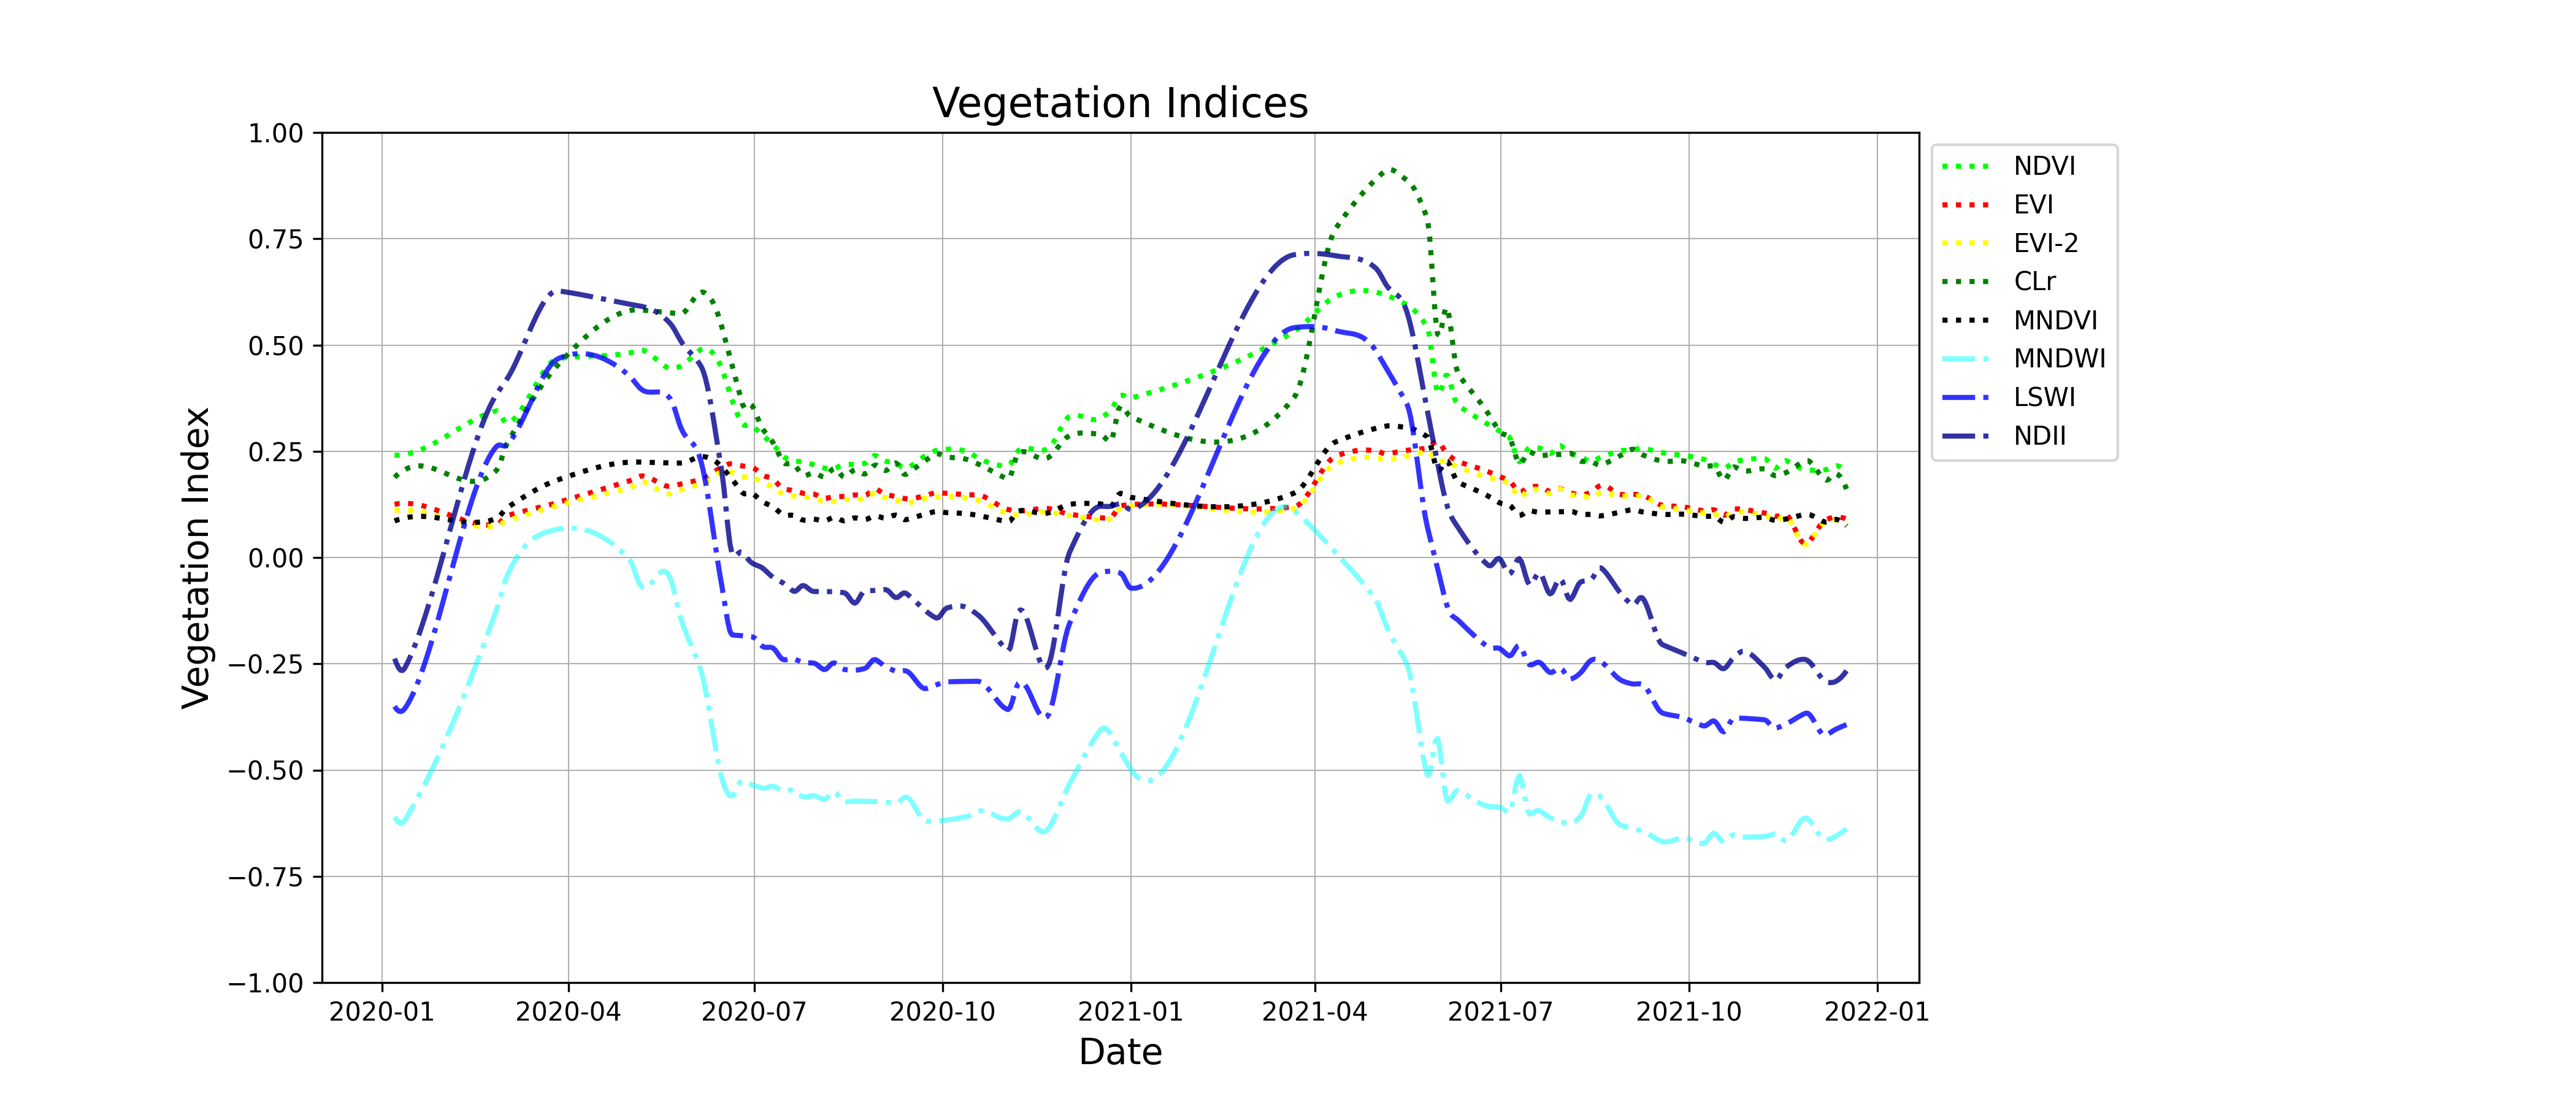 Vegetation Indices
Vegetation Index
1.00
0.75
0.50
0.25
0.00
−0.25
−0.50
−0.75
−1.00
2020-01 2020-04 2020-07 2020-10 2021-01 2021-04 2021-07 2021-10 2022-01
Date
NDVI
EVI
EVI-2
CLr
MNDVI
MNDWI
LSWI
NDII